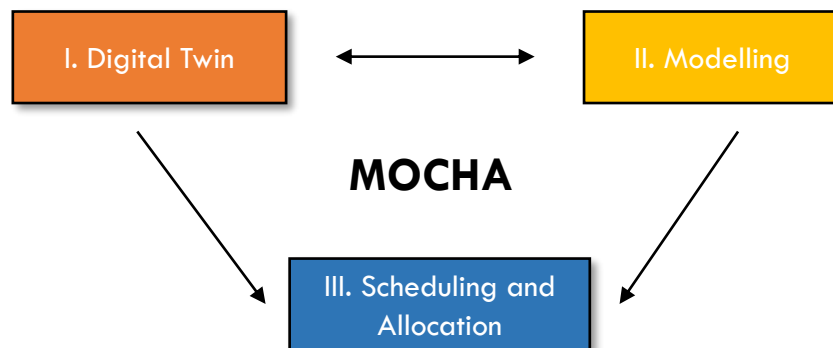 I. Digital Twin
II. Modelling
MOCHA
III. Scheduling and
Allocation